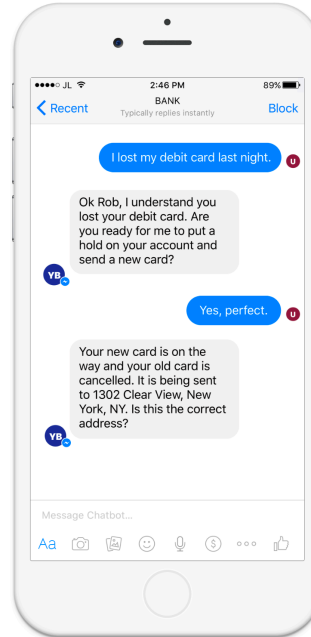 JL 2:46 PM 89%
Recent BANK Block
Typically replies instantly
I lost my debit card last night.
U
Ok Rob, I understand you
lost your debit card. Are
you ready for me to put a
hold on your account and
send a new card?
YB
Yes, perfect.
U
Your new card is on the
way and your old card is
cancelled. It is being sent
to 1302 Clear View, New
York, NY. Is this the correct
address?
YB
Message Chatbot...
Aa $